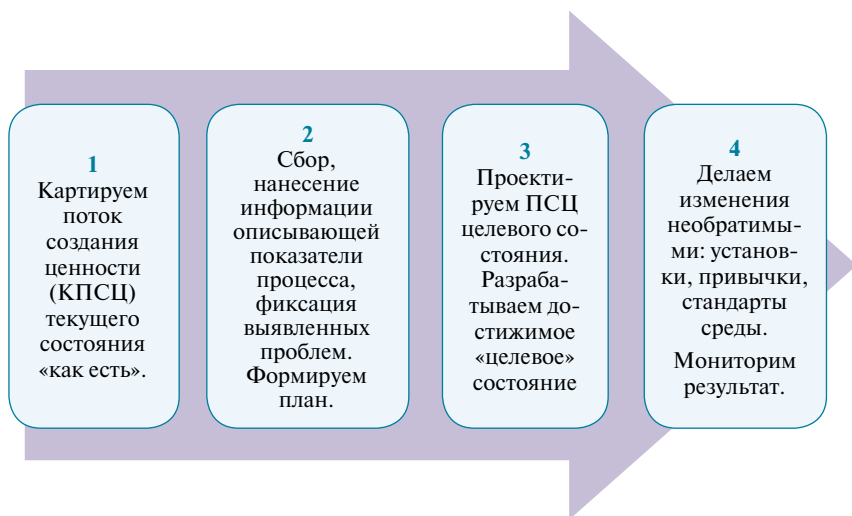 1
Картируем
поток
создания
ценности
(КПСЦ)
текущего
состояния
«как есть».
2
Сбор,
нанесение
информации
описывающей
показатели
процесса,
фиксация
выявленных
проблем.
Формируем
план.
3
Проекти-
руем ПСЦ
целевого со-
стояния.
Разраба-
тываем до-
стижимое
«целевое»
состояние
4
Делаем
изменения
необратимы-
ми: установ-
ки, привычки,
стандарты
среды.
Мониторим
результат.